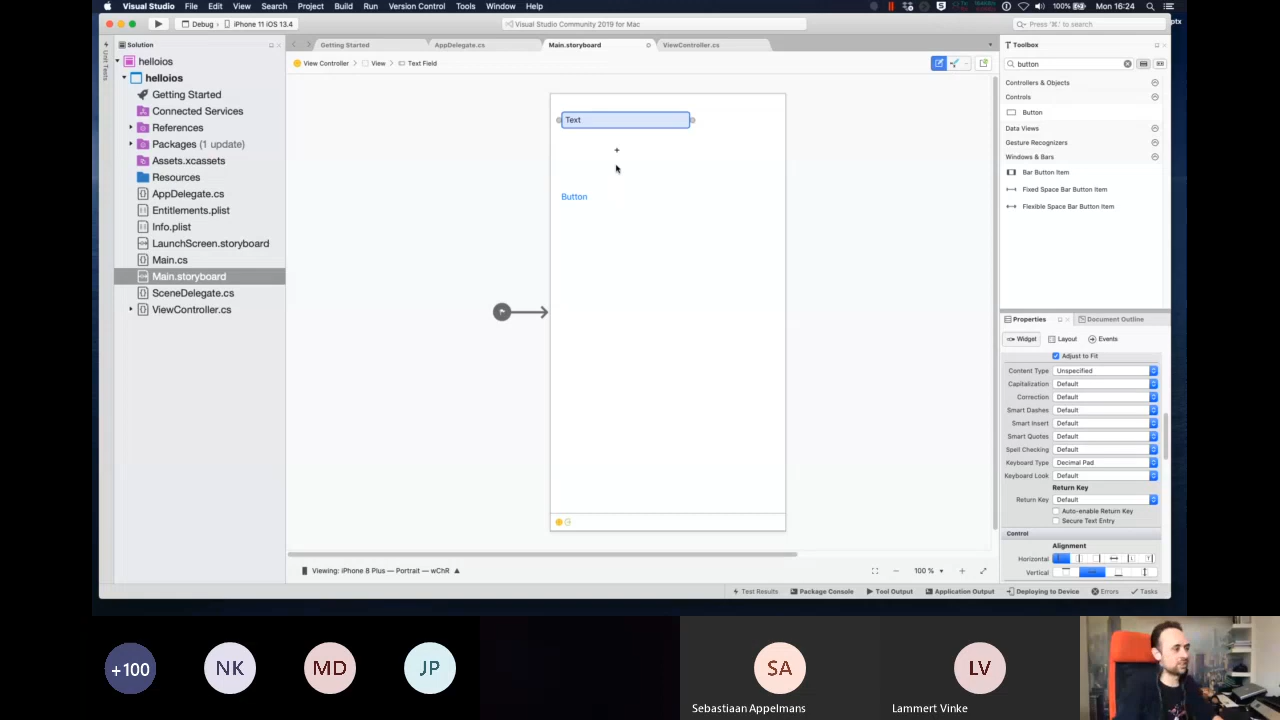 Visual Studio File Edit View Search Project Build Run Version Control Tools Window Help 100% Mon 16:24
Debug iPhone 11 iOS 13.4 Visual Studio Community 2019 for Mac Press '⌘.' to search
ptx
Unit Tests
Solution
helloios
helloios
Getting Started
Connected Services
References
Packages (1 update)
Assets.xcassets
Resources
AppDelegate.cs
Entitlements.plist
Info.plist
LaunchScreen.storyboard
Main.cs
Main.storyboard
SceneDelegate.cs
ViewController.cs
Getting Started AppDelegate.cs Main.storyboard ViewController.cs
View Controller View Text Field
Text
Button
Viewing: iPhone 8 Plus — Portrait — wChR 100 %
Toolbox
button
Controllers & Objects
Controls
Button
Data Views
Gesture Recognizers
Windows & Bars
Bar Button Item
Fixed Space Bar Button Item
Flexible Space Bar Button Item
Properties Document Outline
Widget Layout Events
Adjust to Fit
Content Type Unspecified
Capitalization Default
Correction Default
Smart Dashes Default
Smart Insert Default
Smart Quotes Default
Spell Checking Default
Keyboard Type Decimal Pad
Keyboard Look Default
Return Key
Return Key Default
Auto-enable Return Key
Secure Text Entry
Control
Alignment
Horizontal
Vertical
Test Results Package Console Tool Output Application Output Deploying to Device Errors Tasks
+100 NK MD JP SA LV
Sebastiaan Appelmans Lammert Vinke